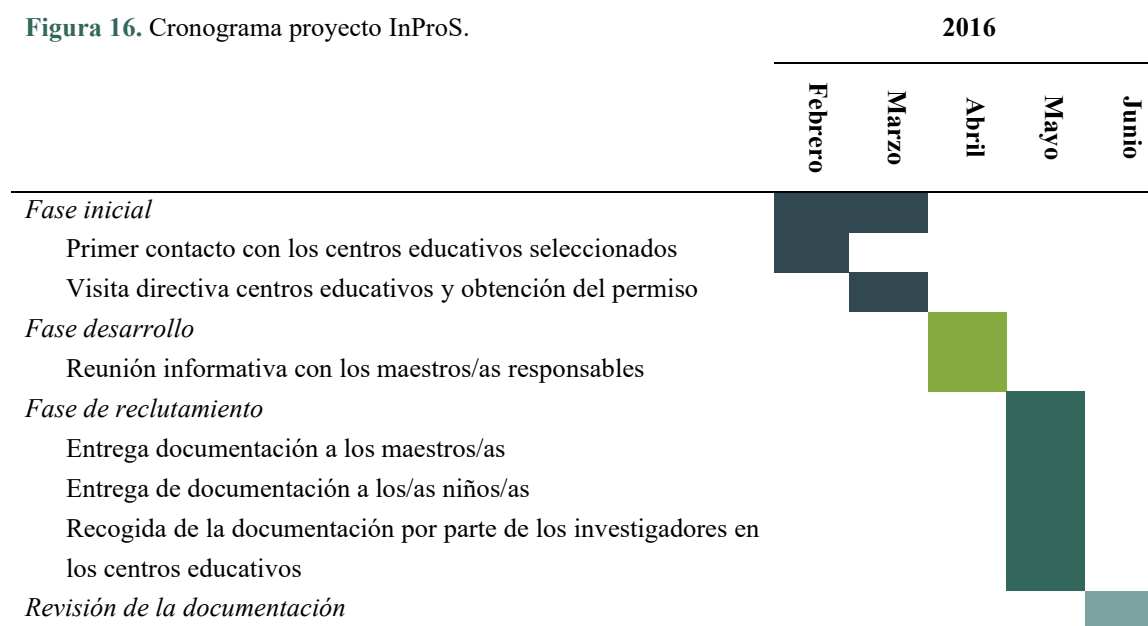 Figura 16. Cronograma proyecto InProS.
2016
Febrero
Marzo
Abril
Mayo
Junio
Fase inicial
Primer contacto con los centros educativos seleccionados
Visita directiva centros educativos y obtención del permiso
Fase desarrollo
Reunión informativa con los maestros/as responsables
Fase de reclutamiento
Entrega documentación a los maestros/as
Entrega de documentación a los/as niños/as
Recogida de la documentación por parte de los investigadores en
los centros educativos
Revisión de la documentación